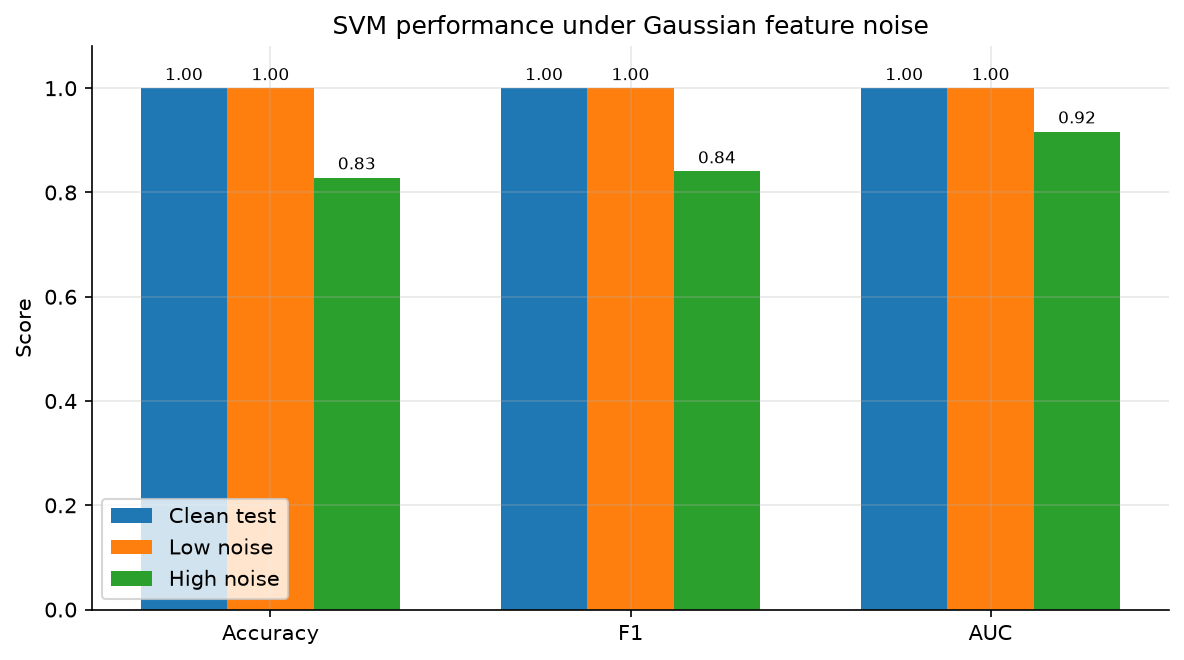 SVM performance under Gaussian feature noise
1.00 1.00 0.83 1.00 1.00 0.84 1.00 1.00 0.92
Score
1.0
0.8
0.6
0.4
0.2
0.0
Clean test
Low noise
High noise
Accuracy F1 AUC